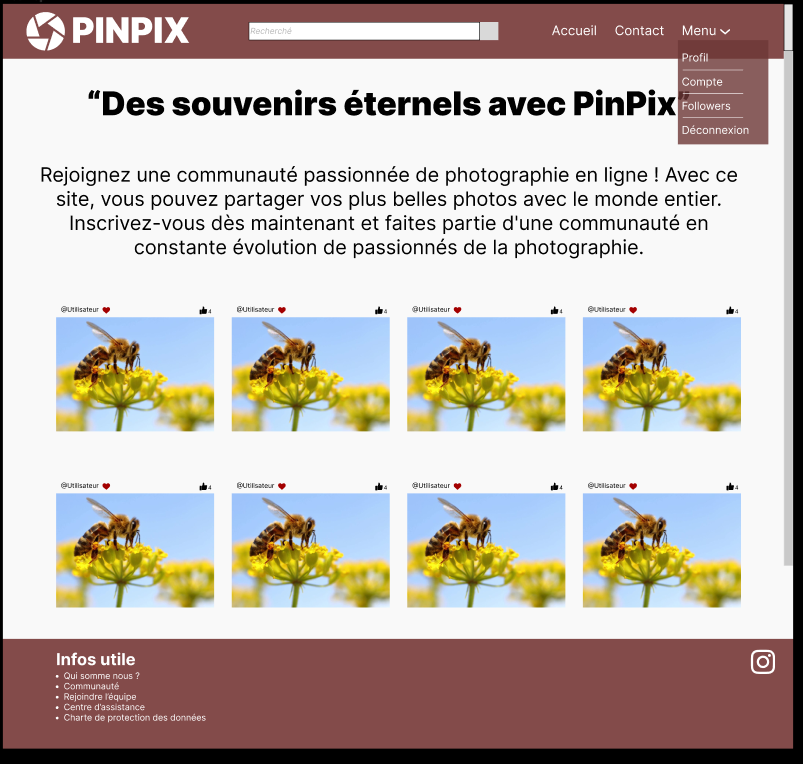 PINPIX
Recherché
Accueil Contact Menu
Profil
Compte
Followers
Déconnexion
“Des souvenirs éternels avec PinPix”
Rejoignez une communauté passionnée de photographie en ligne ! Avec ce
site, vous pouvez partager vos plus belles photos avec le monde entier.
Inscrivez-vous dès maintenant et faites partie d'une communauté en
constante évolution de passionnés de la photographie.
@Utilisateur 4 @Utilisateur 4 @Utilisateur 4 @Utilisateur 4
@Utilisateur 4 @Utilisateur 4 @Utilisateur 4 @Utilisateur 4
Infos utile
• Qui somme nous ?
• Communauté
• Rejoindre l'équipe
• Centre d'assistance
• Charte de protection des données